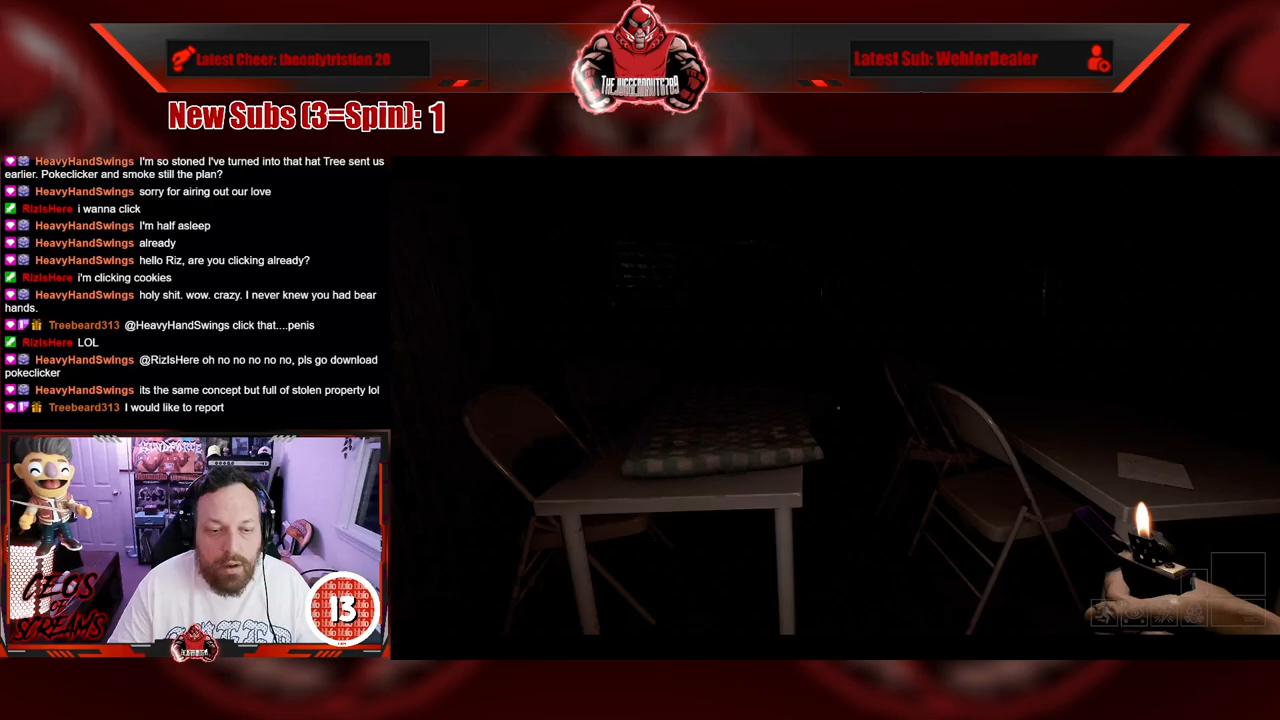 Latest Cheer: theonlytristian 20
THEJUGGERNAUT6789
Latest Sub: WehlerDealer
New Subs (3=Spin): 1
HeavyHandSwings I'm so stoned I've turned into that hat Tree sent us
earlier. Pokeclicker and smoke still the plan?
HeavyHandSwings sorry for airing out our love
RizIsHere i wanna click
HeavyHandSwings I'm half asleep
HeavyHandSwings already
HeavyHandSwings hello Riz, are you clicking already?
RizIsHere i'm clicking cookies
HeavyHandSwings holy shit. wow. crazy. I never knew you had bear
hands.
Treebeard313 @HeavyHandSwings click that....penis
RizIsHere LOL
HeavyHandSwings @RizIsHere oh no no no no no, pls go download
pokeclicker
HeavyHandSwings its the same concept but full of stolen property lol
Treebeard313 I would like to report
CEO'S
OF
SCREAMS
13